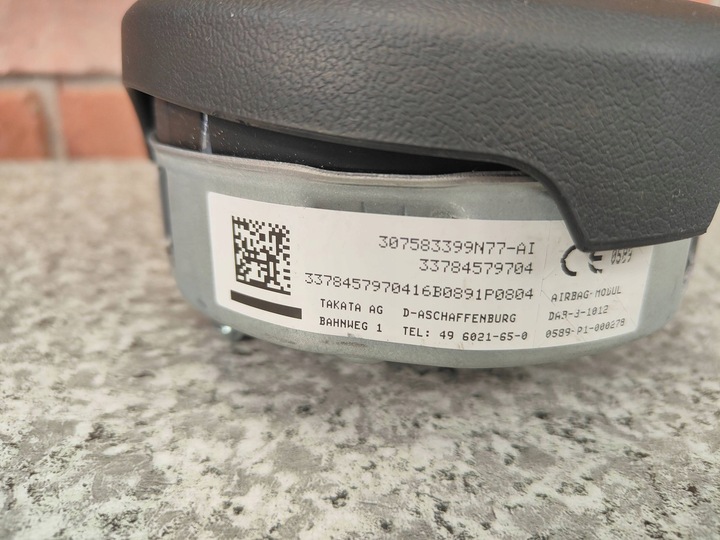 307583399N77-AI
33784579704
3378457970416B0891P0804
TAKATA AG D-ASCHAFFENBURG
BAHNWEG 1 TEL: 49 6021-65-0
CE 0589
AIRBAG-MODUL
DAB-3-1012
0589-P1-000278